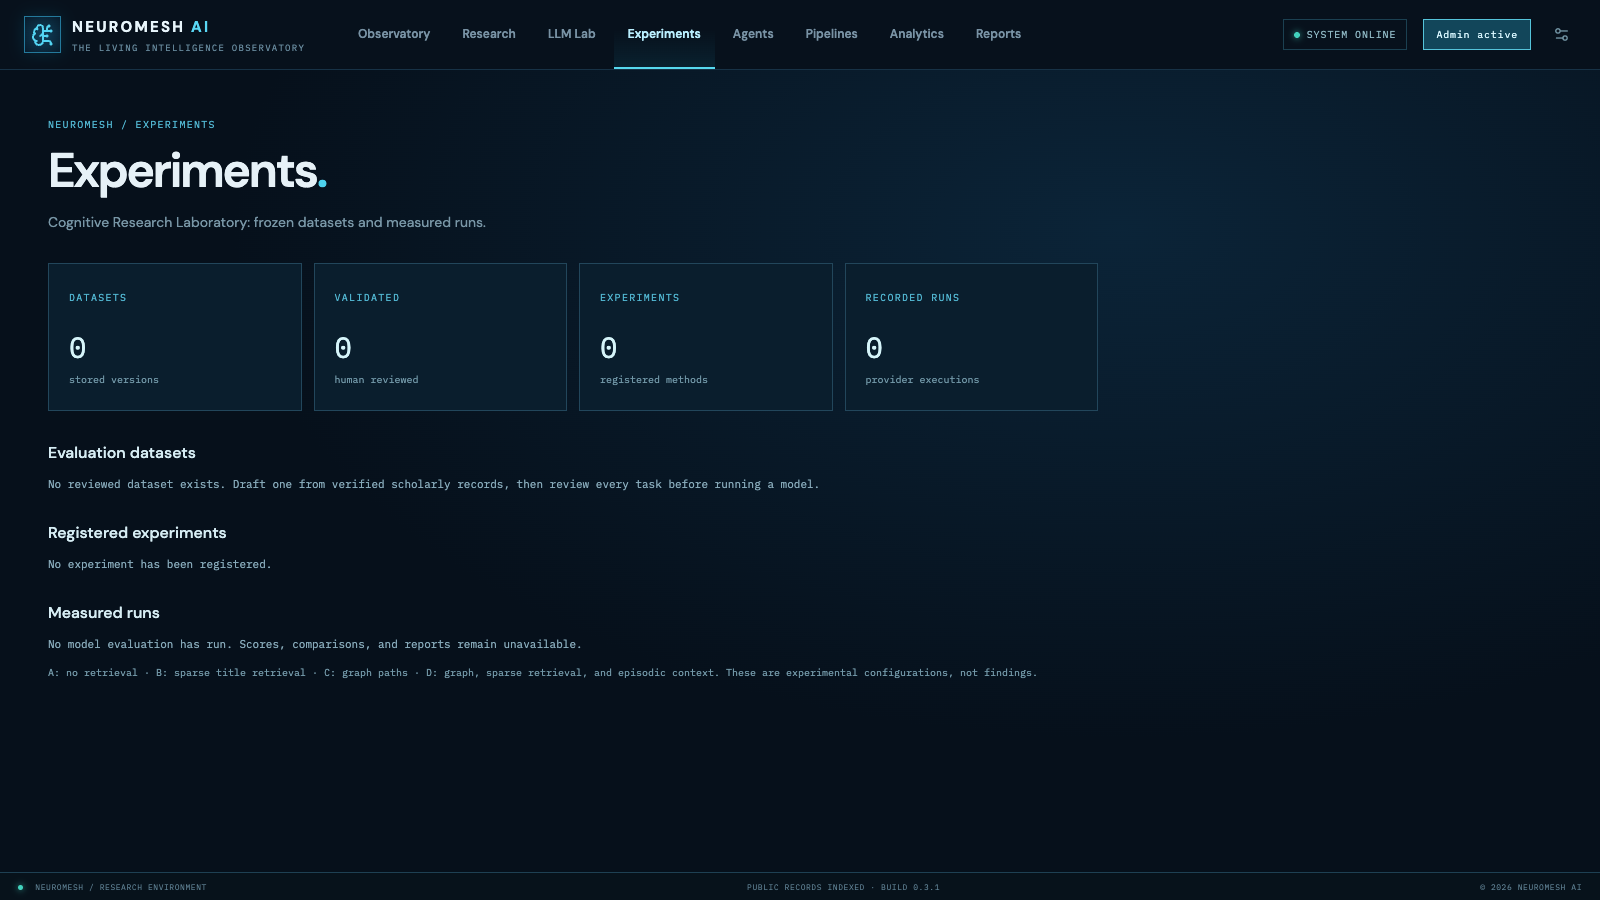 NEUROMESH AI
THE LIVING INTELLIGENCE OBSERVATORY
Observatory
Research
LLM Lab
Experiments
Agents
Pipelines
Analytics
Reports
SYSTEM ONLINE
Admin active
NEUROMESH / EXPERIMENTS
Experiments.
Cognitive Research Laboratory: frozen datasets and measured runs.
DATASETS
0
stored versions
VALIDATED
0
human reviewed
EXPERIMENTS
0
registered methods
RECORDED RUNS
0
provider executions
Evaluation datasets
No reviewed dataset exists. Draft one from verified scholarly records, then review every task before running a model.
Registered experiments
No experiment has been registered.
Measured runs
No model evaluation has run. Scores, comparisons, and reports remain unavailable.
A: no retrieval · B: sparse title retrieval · C: graph paths · D: graph, sparse retrieval, and episodic context. These are experimental configurations, not findings.
NEUROMESH / RESEARCH ENVIRONMENT
PUBLIC RECORDS INDEXED · BUILD 0.3.1
© 2026 NEUROMESH AI